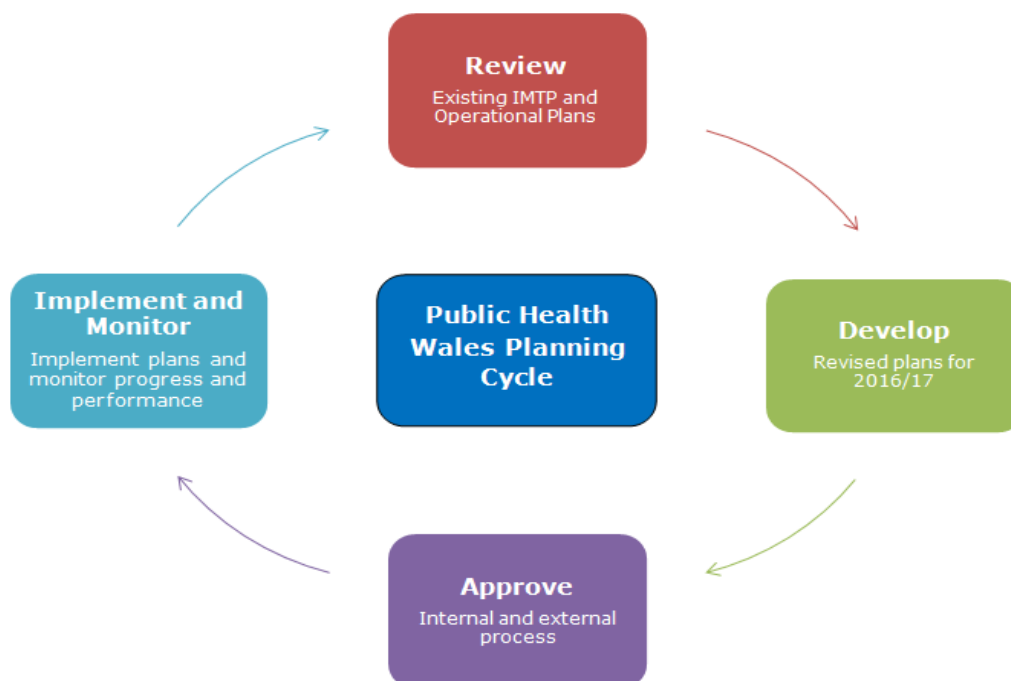 Review
Existing IMTP and
Operational Plans
Implement and
Monitor
Implement plans and
monitor progress and
performance
Public Health
Wales Planning
Cycle
Develop
Revised plans for
2016/17
Approve
Internal and external
process